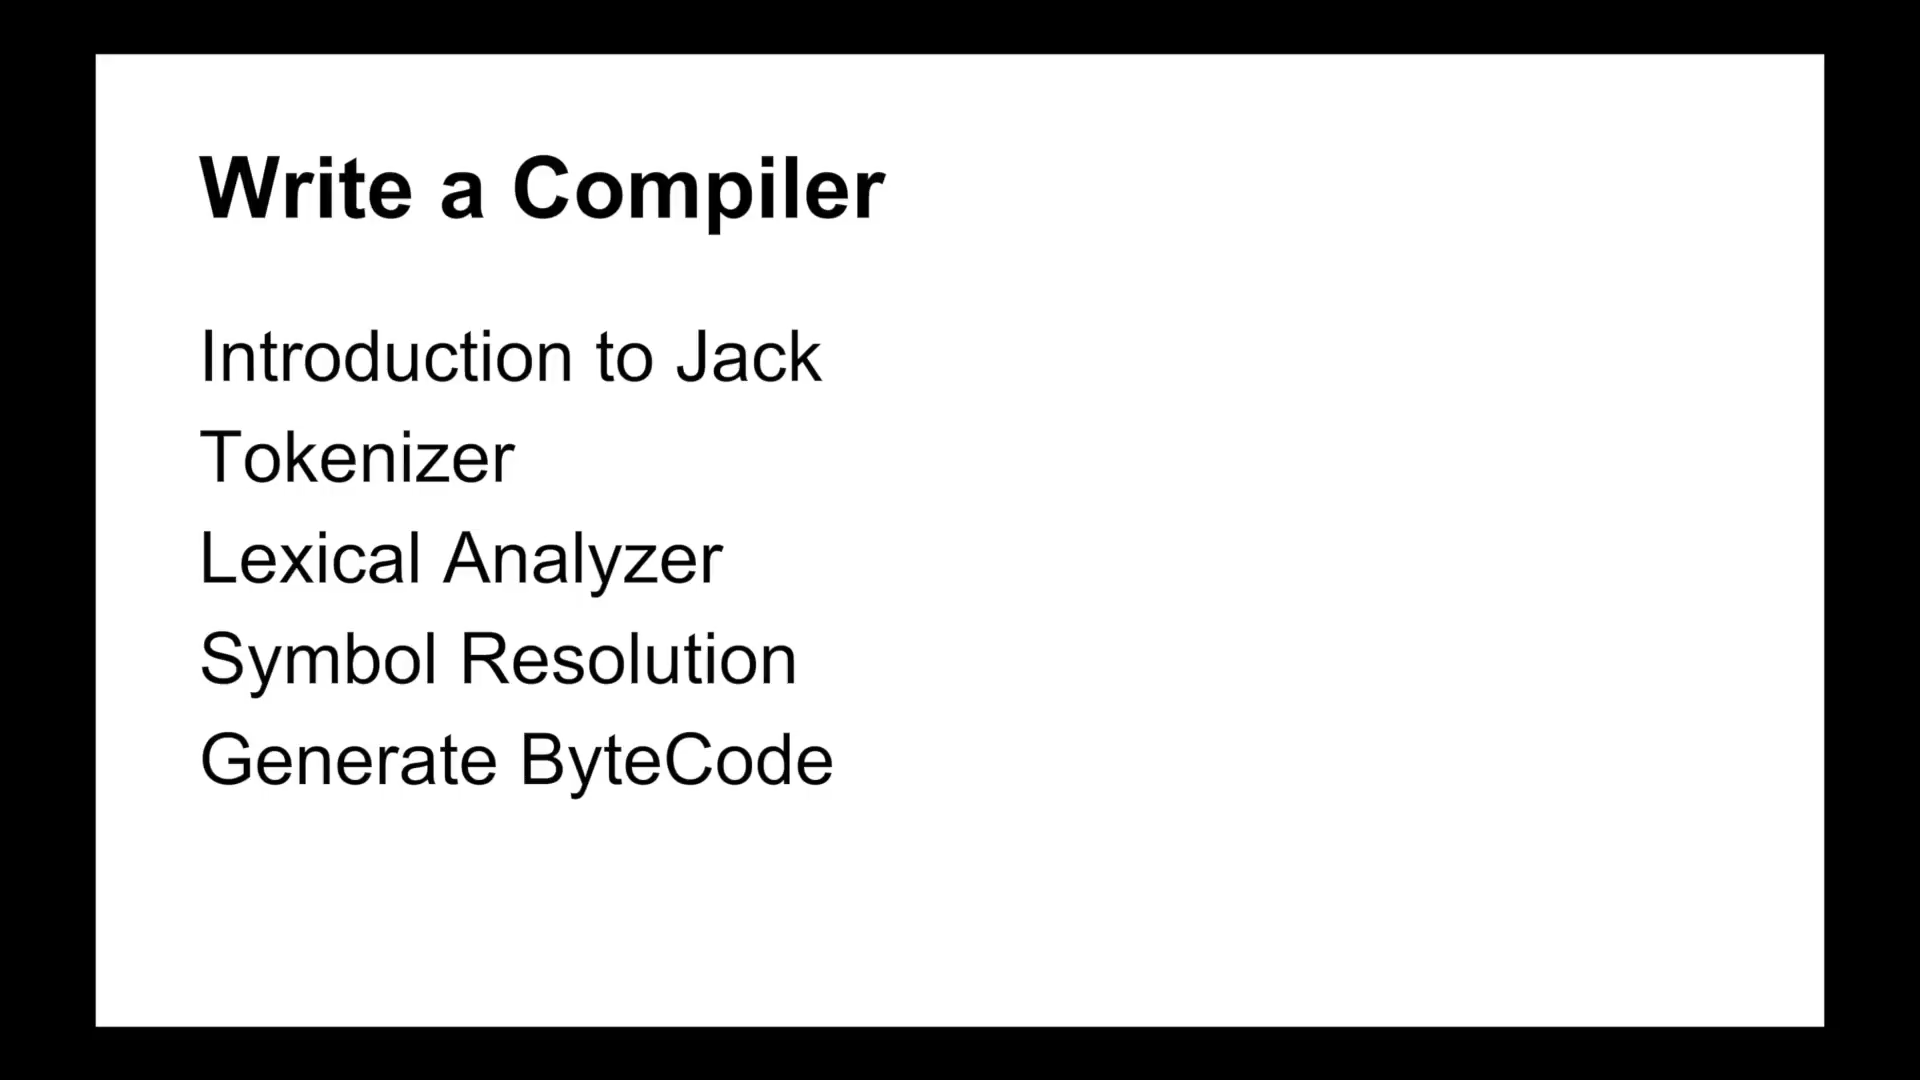 Write a Compiler
Introduction to Jack
Tokenizer
Lexical Analyzer
Symbol Resolution
Generate ByteCode